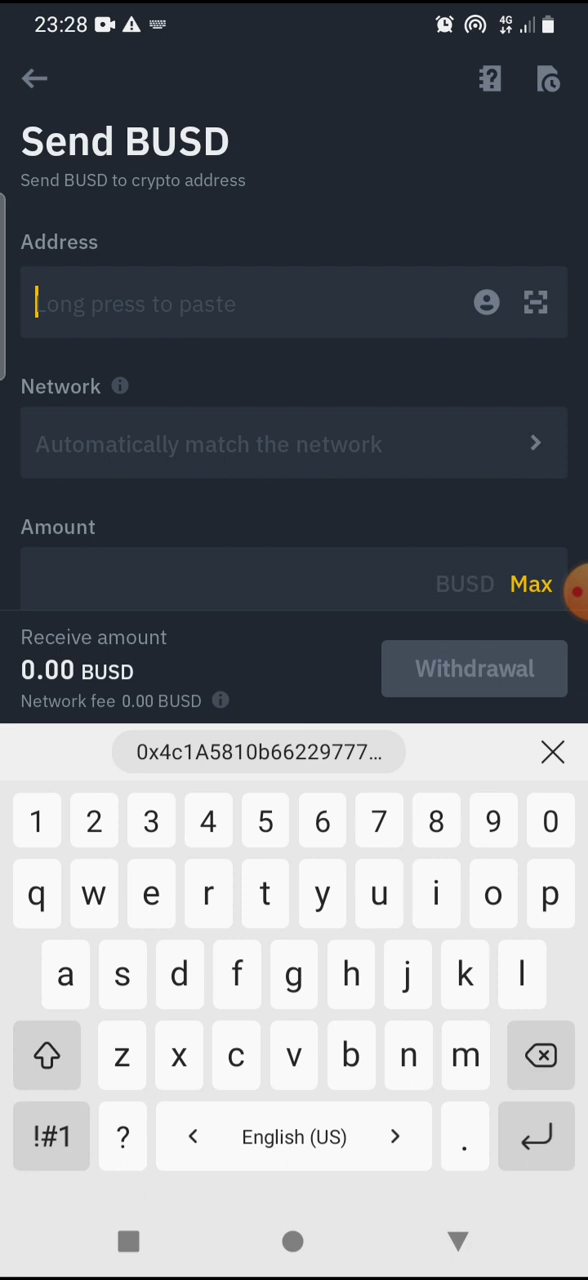 23:28
4G
Send BUSD
Send BUSD to crypto address
Address
Long press to paste
Network
Automatically match the network
Amount
BUSD Max
Receive amount
0.00 BUSD
Network fee 0.00 BUSD
Withdrawal
0x4c1A5810b66229777...
1 2 3 4 5 6 7 8 9 0
q w e r t y u i o p
a s d f g h j k l
z x c v b n m
!#1 ? < English (US) > .